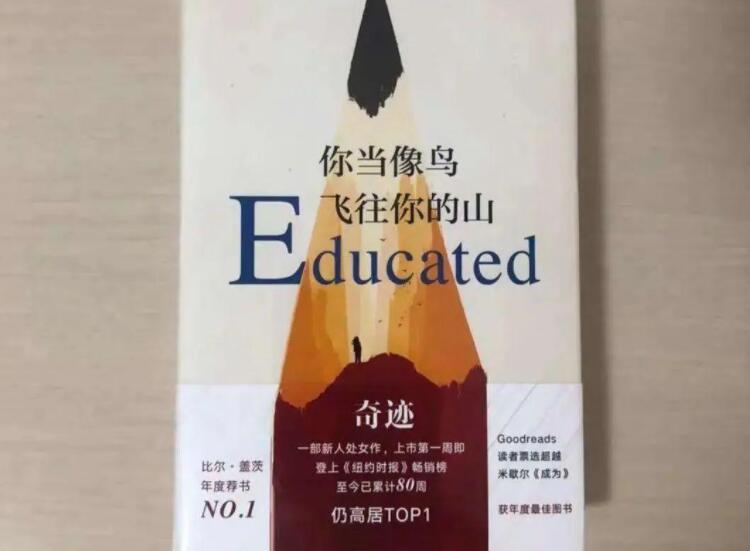 你当像鸟
飞往你的山
Educated
奇迹
一部新人处女作，上市第一周即
登上《纽约时报》畅销榜
至今已累计80周
仍高居TOP1
比尔·盖茨
年度荐书
NO.1
Goodreads
读者票选超越
米歇尔《成为》
获年度最佳图书